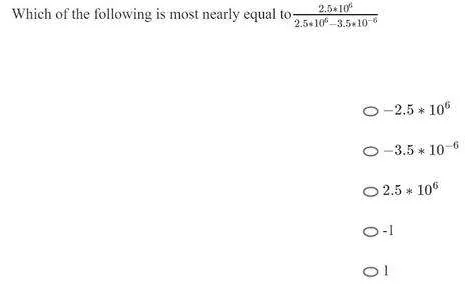 Which of the following is most nearly equal to $\frac{2.5*10^6}{2.5*10^6-3.5*10^{-6}}$
$-2.5 * 10^6$
$-3.5 * 10^{-6}$
$2.5 * 10^6$
-1
1